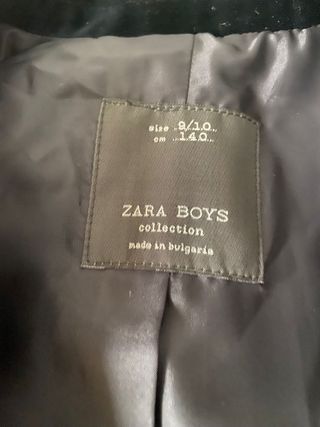 size 9/10
cm 140
ZARA BOYS
collection
made in bulgaria